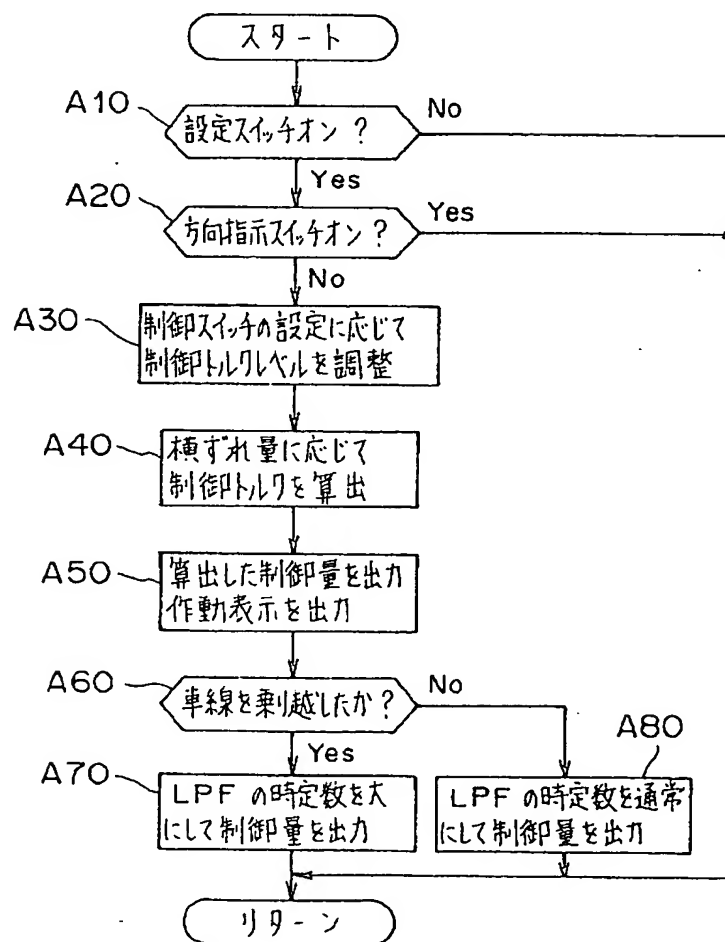 スタート
A10
設定スイッチオン?
No
Yes
A20
方向指示スイッチオン?
Yes
No
A30
制御スイッチの設定に応じて
制御トルクレベルを調整
A40
横ずれ量に応じて
制御トルクを算出
A50
算出した制御量を出力
作動表示を出力
A60
車線を乗り越したか?
No
Yes
A70
LPFの時定数を大
にして制御量を出力
A80
LPFの時定数を通常
にして制御量を出力
リターン